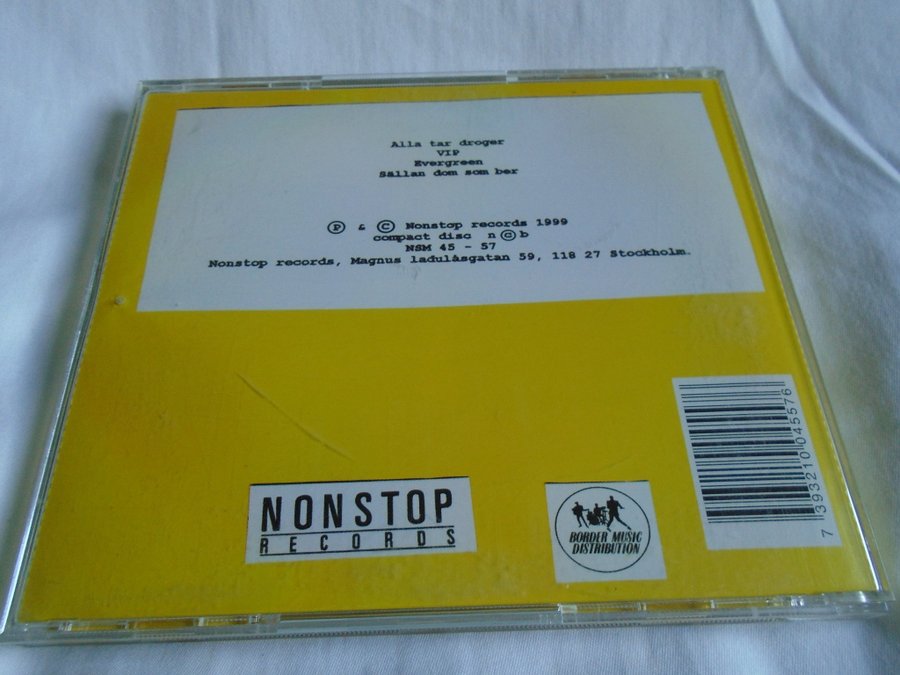 Alla tar droger
VIP
Evergreen
Sällan dom som ber
Ⓟ & © Nonstop records 1999
compact disc n©b
NSM 45 - 57
Nonstop records, Magnus ladulåsgatan 59, 118 27 Stockholm.
NONSTOP
RECORDS
BORDER MUSIC
DISTRIBUTION
7 393210 045576